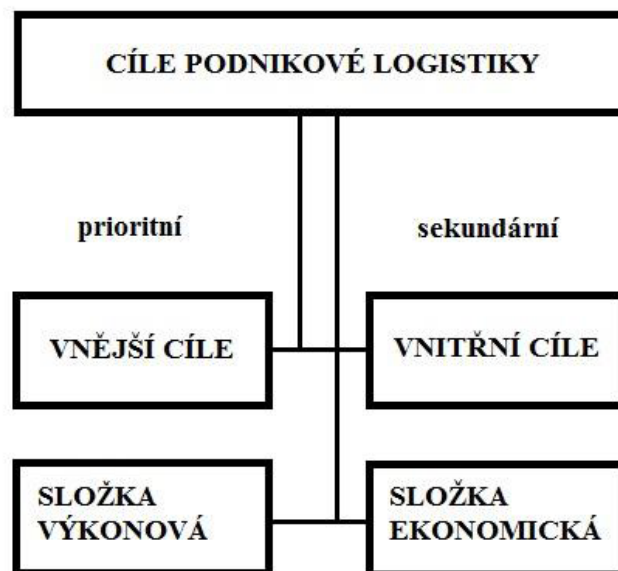 CÍLE PODNIKOVÉ LOGISTIKY
prioritní
sekundární
VNĚJŠÍ CÍLE
VNITŘNÍ CÍLE
SLOŽKA
VÝKONOVÁ
SLOŽKA
EKONOMICKÁ